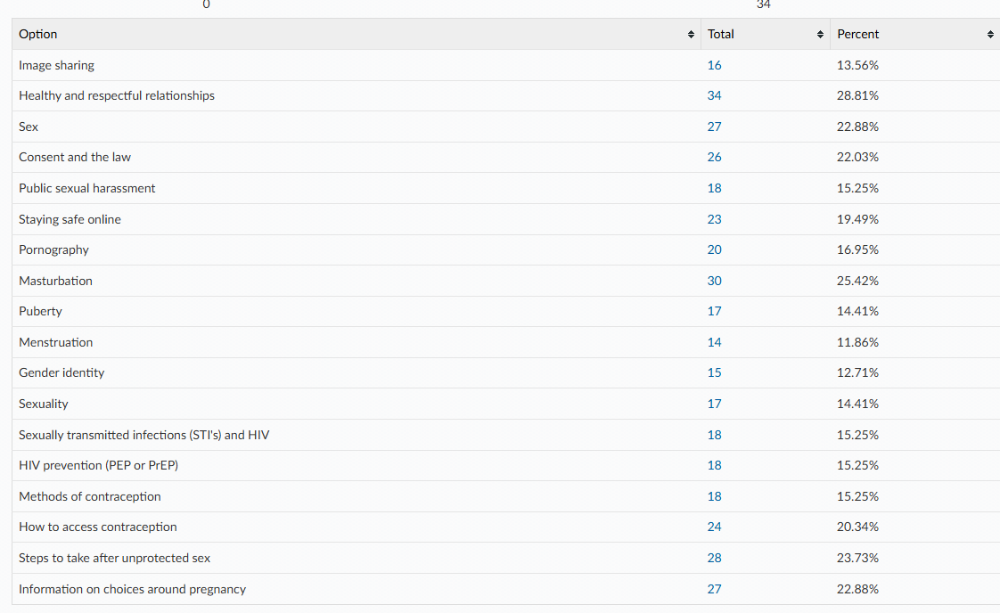 0 34
Option Total Percent
Image sharing 16 13.56%
Healthy and respectful relationships 34 28.81%
Sex 27 22.88%
Consent and the law 26 22.03%
Public sexual harassment 18 15.25%
Staying safe online 23 19.49%
Pornography 20 16.95%
Masturbation 30 25.42%
Puberty 17 14.41%
Menstruation 14 11.86%
Gender identity 15 12.71%
Sexuality 17 14.41%
Sexually transmitted infections (STI's) and HIV 18 15.25%
HIV prevention (PEP or PrEP) 18 15.25%
Methods of contraception 18 15.25%
How to access contraception 24 20.34%
Steps to take after unprotected sex 28 23.73%
Information on choices around pregnancy 27 22.88%